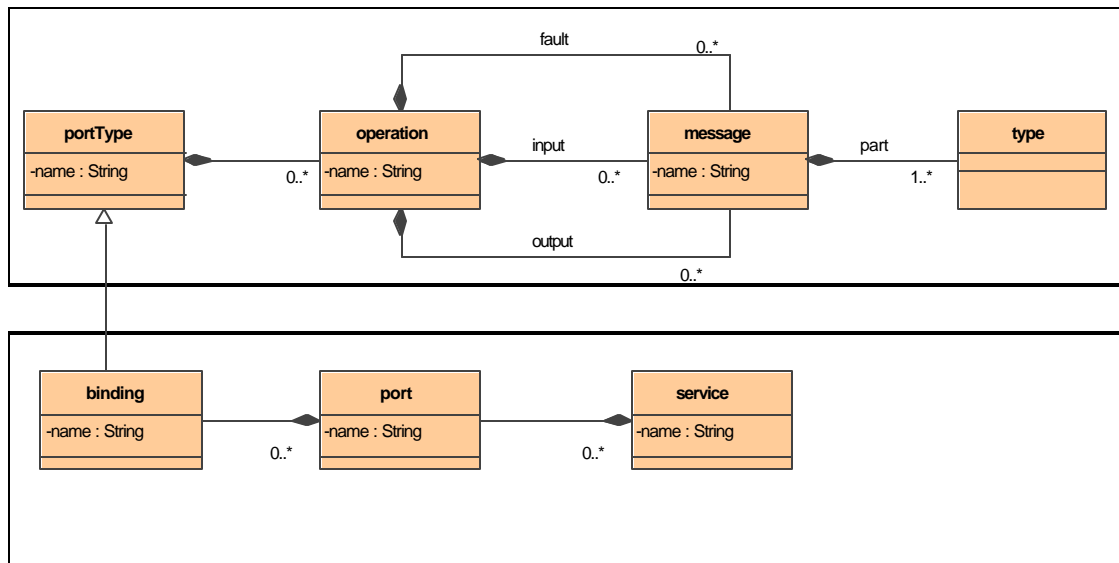 fault
0..*
portType
operation
message
type
-name : String
input
-name : String
part
-name : String
0..*
0..*
1..*
output
0..*
binding
port
service
-name : String
-name : String
-name : String
0..*
0..*